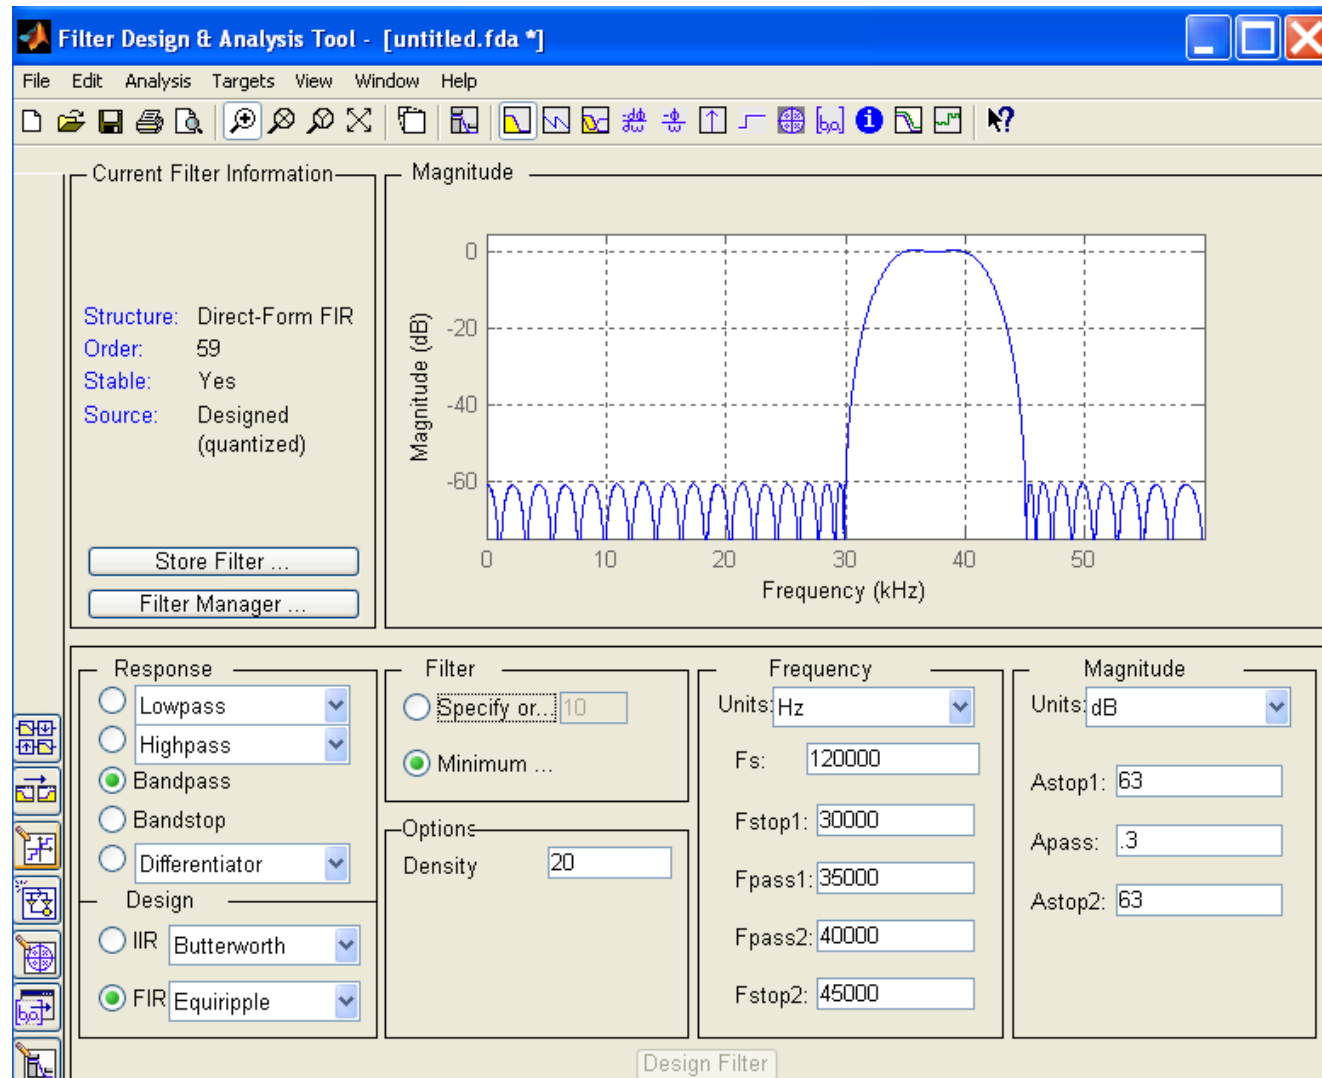 Filter Design & Analysis Tool - [untitled.fda *]
File Edit Analysis Targets View Window Help
Current Filter Information
Structure: Direct-Form FIR
Order: 59
Stable: Yes
Source: Designed
(quantized)
Store Filter ...
Filter Manager ...
Magnitude
0
-20
-40
-60
Magnitude (dB)
0 10 20 30 40 50
Frequency (kHz)
Response
Lowpass
Highpass
Bandpass
Bandstop
Differentiator
Design
IIR Butterworth
FIR Equiripple
Filter
Specify or... 10
Minimum ...
Options
Density 20
Frequency
Units: Hz
Fs: 120000
Fstop1: 30000
Fpass1: 35000
Fpass2: 40000
Fstop2: 45000
Magnitude
Units: dB
Astop1: 63
Apass: .3
Astop2: 63
Design Filter